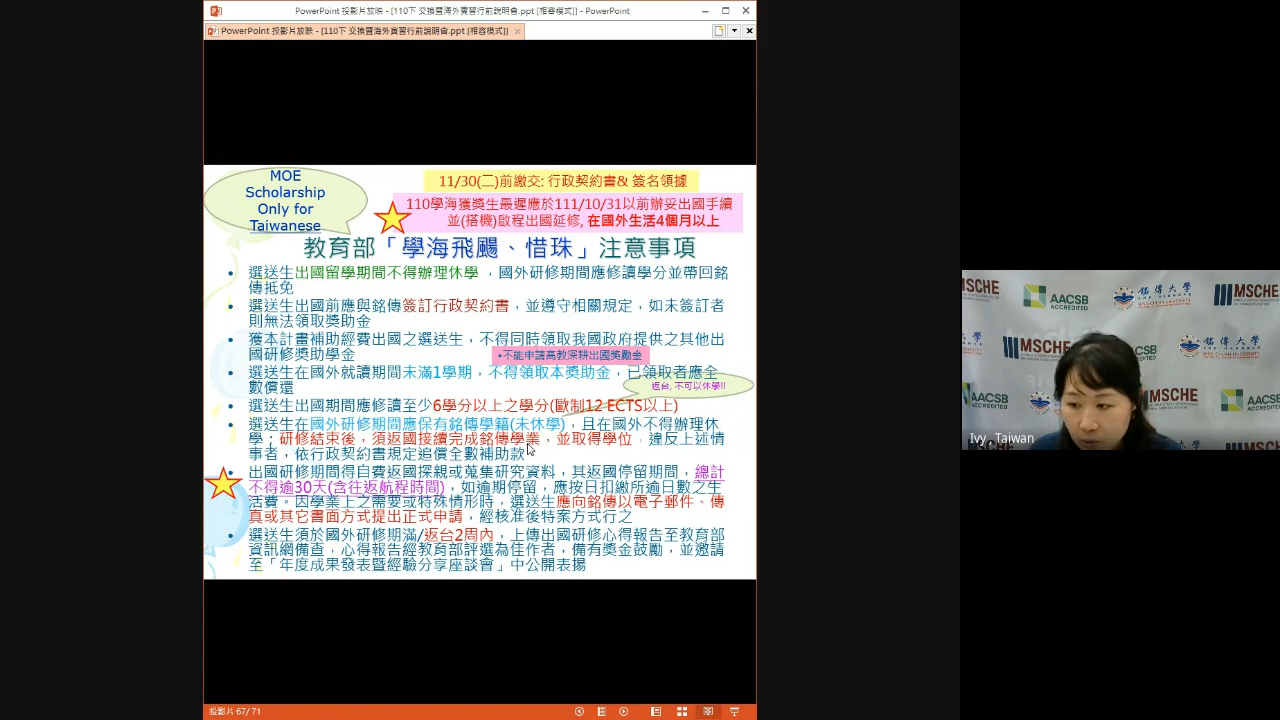 PowerPoint 投影片放映 - [110下 交換暨海外實習行前說明會.ppt [相容模式]] - PowerPoint
PowerPoint 投影片放映 - [110下 交換暨海外實習行前說明會.ppt [相容模式]]
MOE
Scholarship
Only for
Taiwanese
11/30(二)前繳交: 行政契約書& 簽名領據
110學海獲獎生最遲應於111/10/31以前辦妥出國手續
並(搭機)啟程出國延修, 在國外生活4個月以上
教育部「學海飛颺、惜珠」注意事項
• 選送生出國留學期間不得辦理休學，國外研修期間應修讀學分並帶回銘
傳抵免
• 選送生出國前應與銘傳簽訂行政契約書，並遵守相關規定，如未簽訂者
則無法領取獎助金
• 獲本計畫補助經費出國之選送生，不得同時領取我國政府提供之其他出
國研修獎助學金
•不能申請高教深耕出國獎勵金
• 選送生在國外就讀期間未滿1學期，不得領取本獎助金，已領取者應全
數償還
返台, 不可以休學!!
• 選送生出國期間應修讀至少6學分以上之學分(歐制12 ECTS以上)
• 選送生在國外研修期間應保有銘傳學籍(未休學)，且在國外不得辦理休
學；研修結束後，須返國接續完成銘傳學業，並取得學位，違反上述情
事者，依行政契約書規定追償全數補助款
• 出國研修期間得自費返國探親或蒐集研究資料，其返國停留期間，總計
不得逾30天(含往返航程時間)，如逾期停留，應按日扣繳所逾日數之生
活費。因學業上之需要或特殊情形時，選送生應向銘傳以電子郵件、傳
真或其它書面方式提出正式申請，經核准後特案方式行之
• 選送生須於國外研修期滿/返台2周內，上傳出國研修心得報告至教育部
資訊網備查，心得報告經教育部評選為佳作者，備有獎金鼓勵，並邀請
至「年度成果發表暨經驗分享座談會」中公開表揚
投影片 67/ 71
MSCHE
AACSB
ACCREDITED
銘傳大學
MSCHE
MSCHE
MING CHUAN UNIVERSITY
AACSB
ACCREDITED
MSCHE
AACSB
Ivy , Taiwan